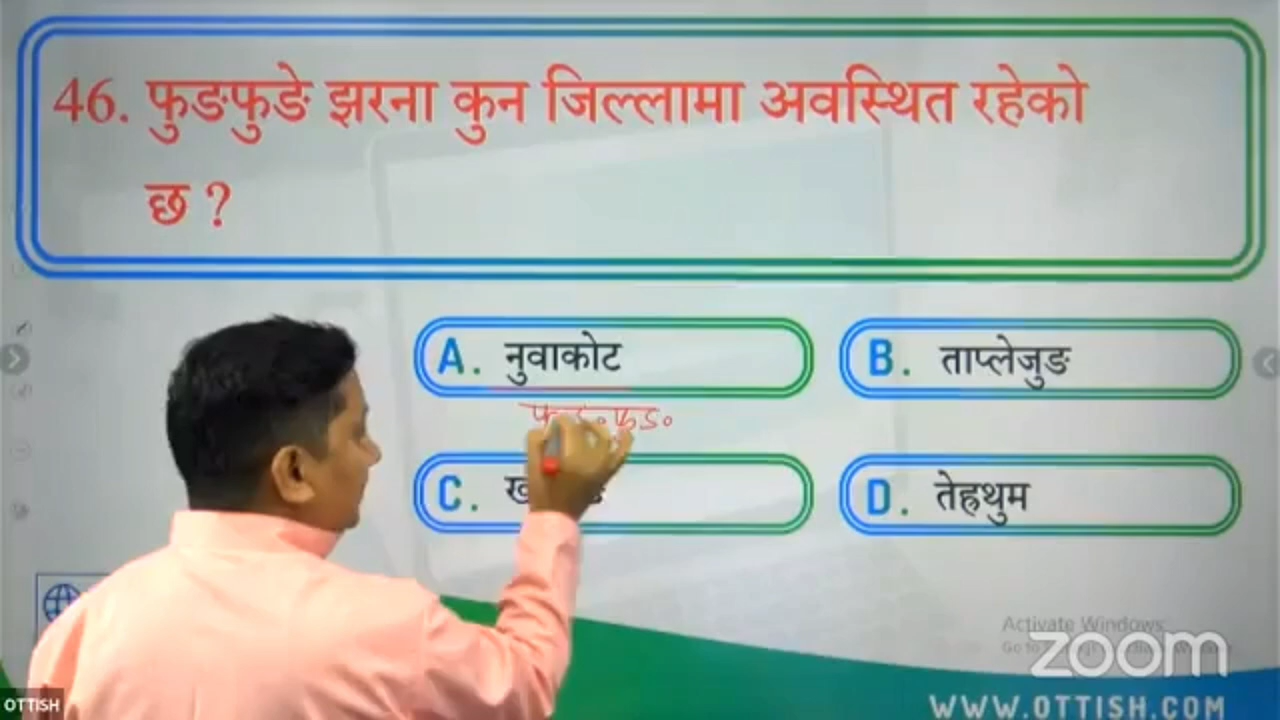 46. फुङफुङे झरना कुन जिल्लामा अवस्थित रहेको
छ ?
A. नुवाकोट
B. ताप्लेजुङ
C.
D. तेह्रथुम
Activate Windows
zoom
OTTISH
WWW.OTTISH.COM